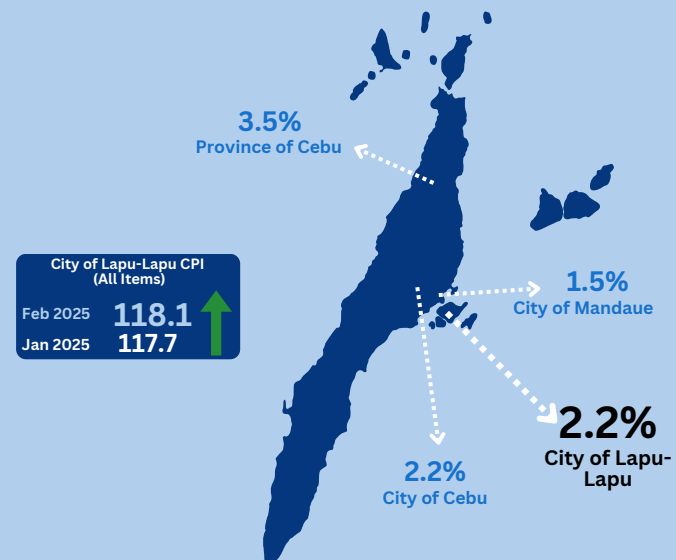 3.5%
Province of Cebu
City of Lapu-Lapu CPI
(All Items)
Feb 2025 118.1
Jan 2025 117.7
1.5%
City of Mandaue
2.2%
City of Lapu-
Lapu
2.2%
City of Cebu